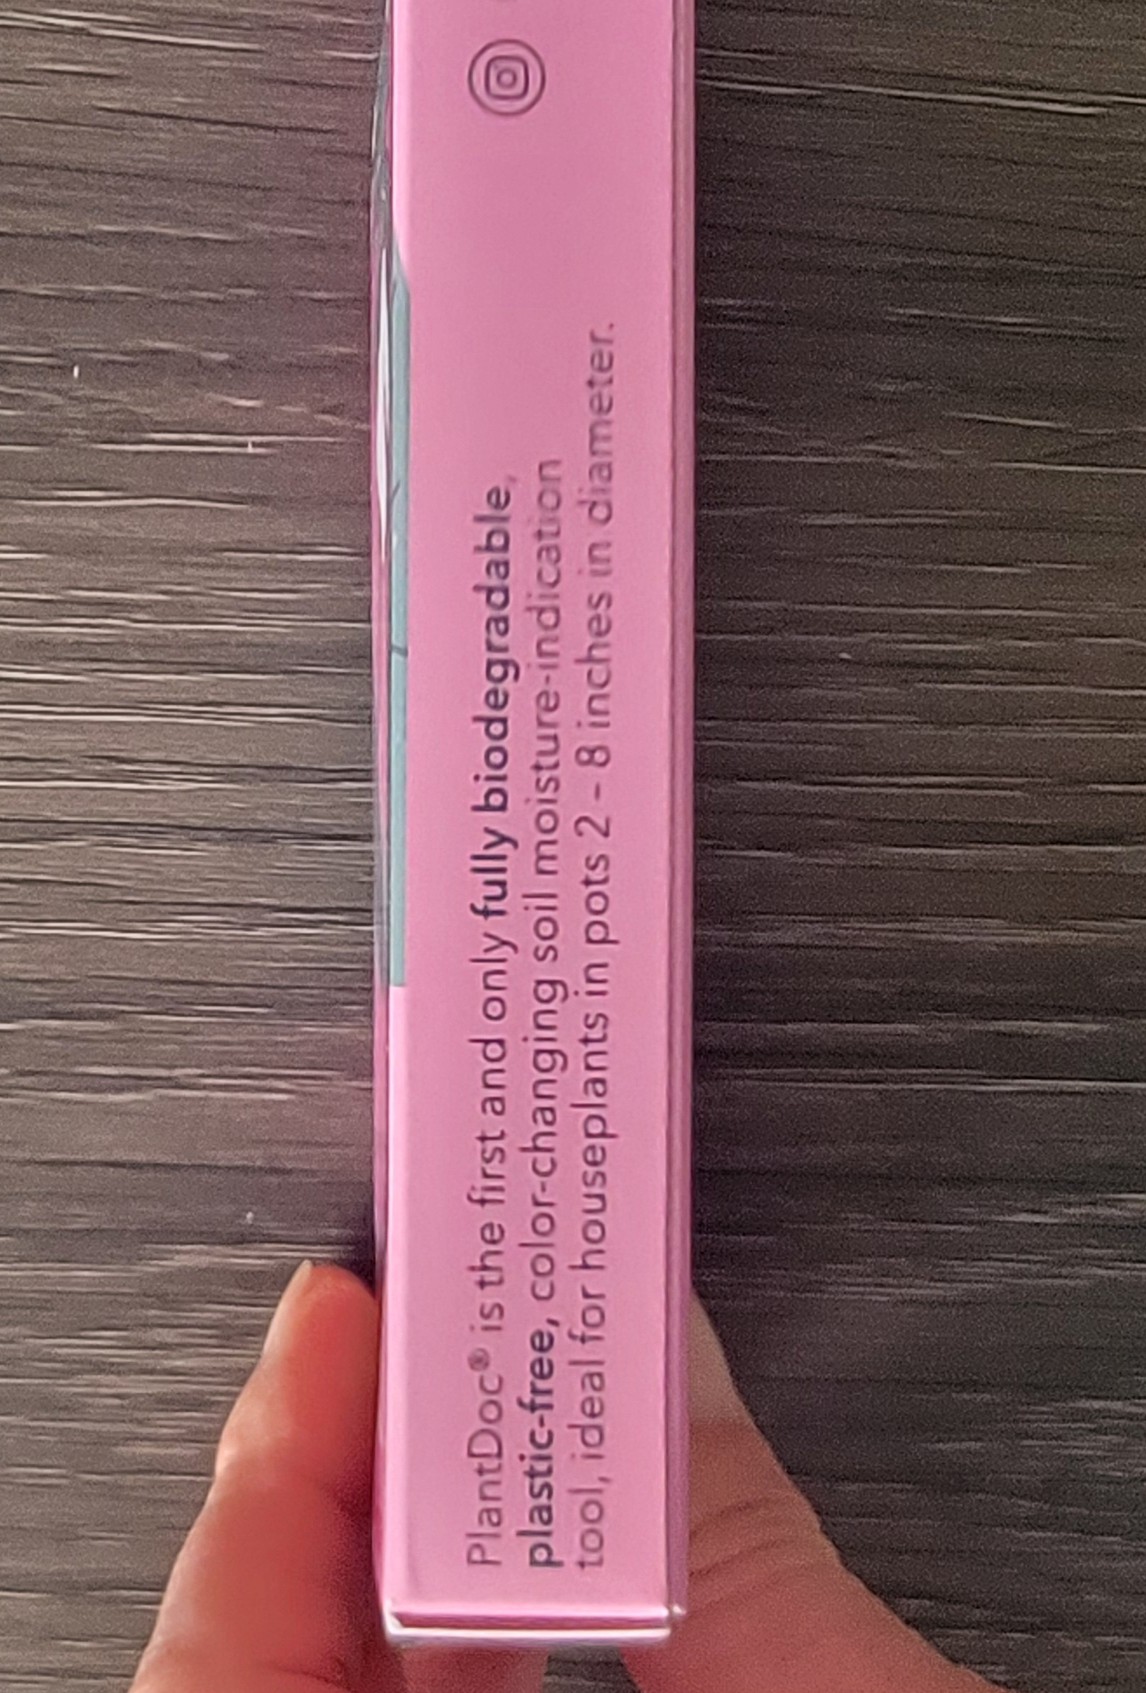 PlantDoc® is the first and only fully biodegradable,
plastic-free, color-changing soil moisture-indication
tool, ideal for houseplants in pots 2 – 8 inches in diameter.